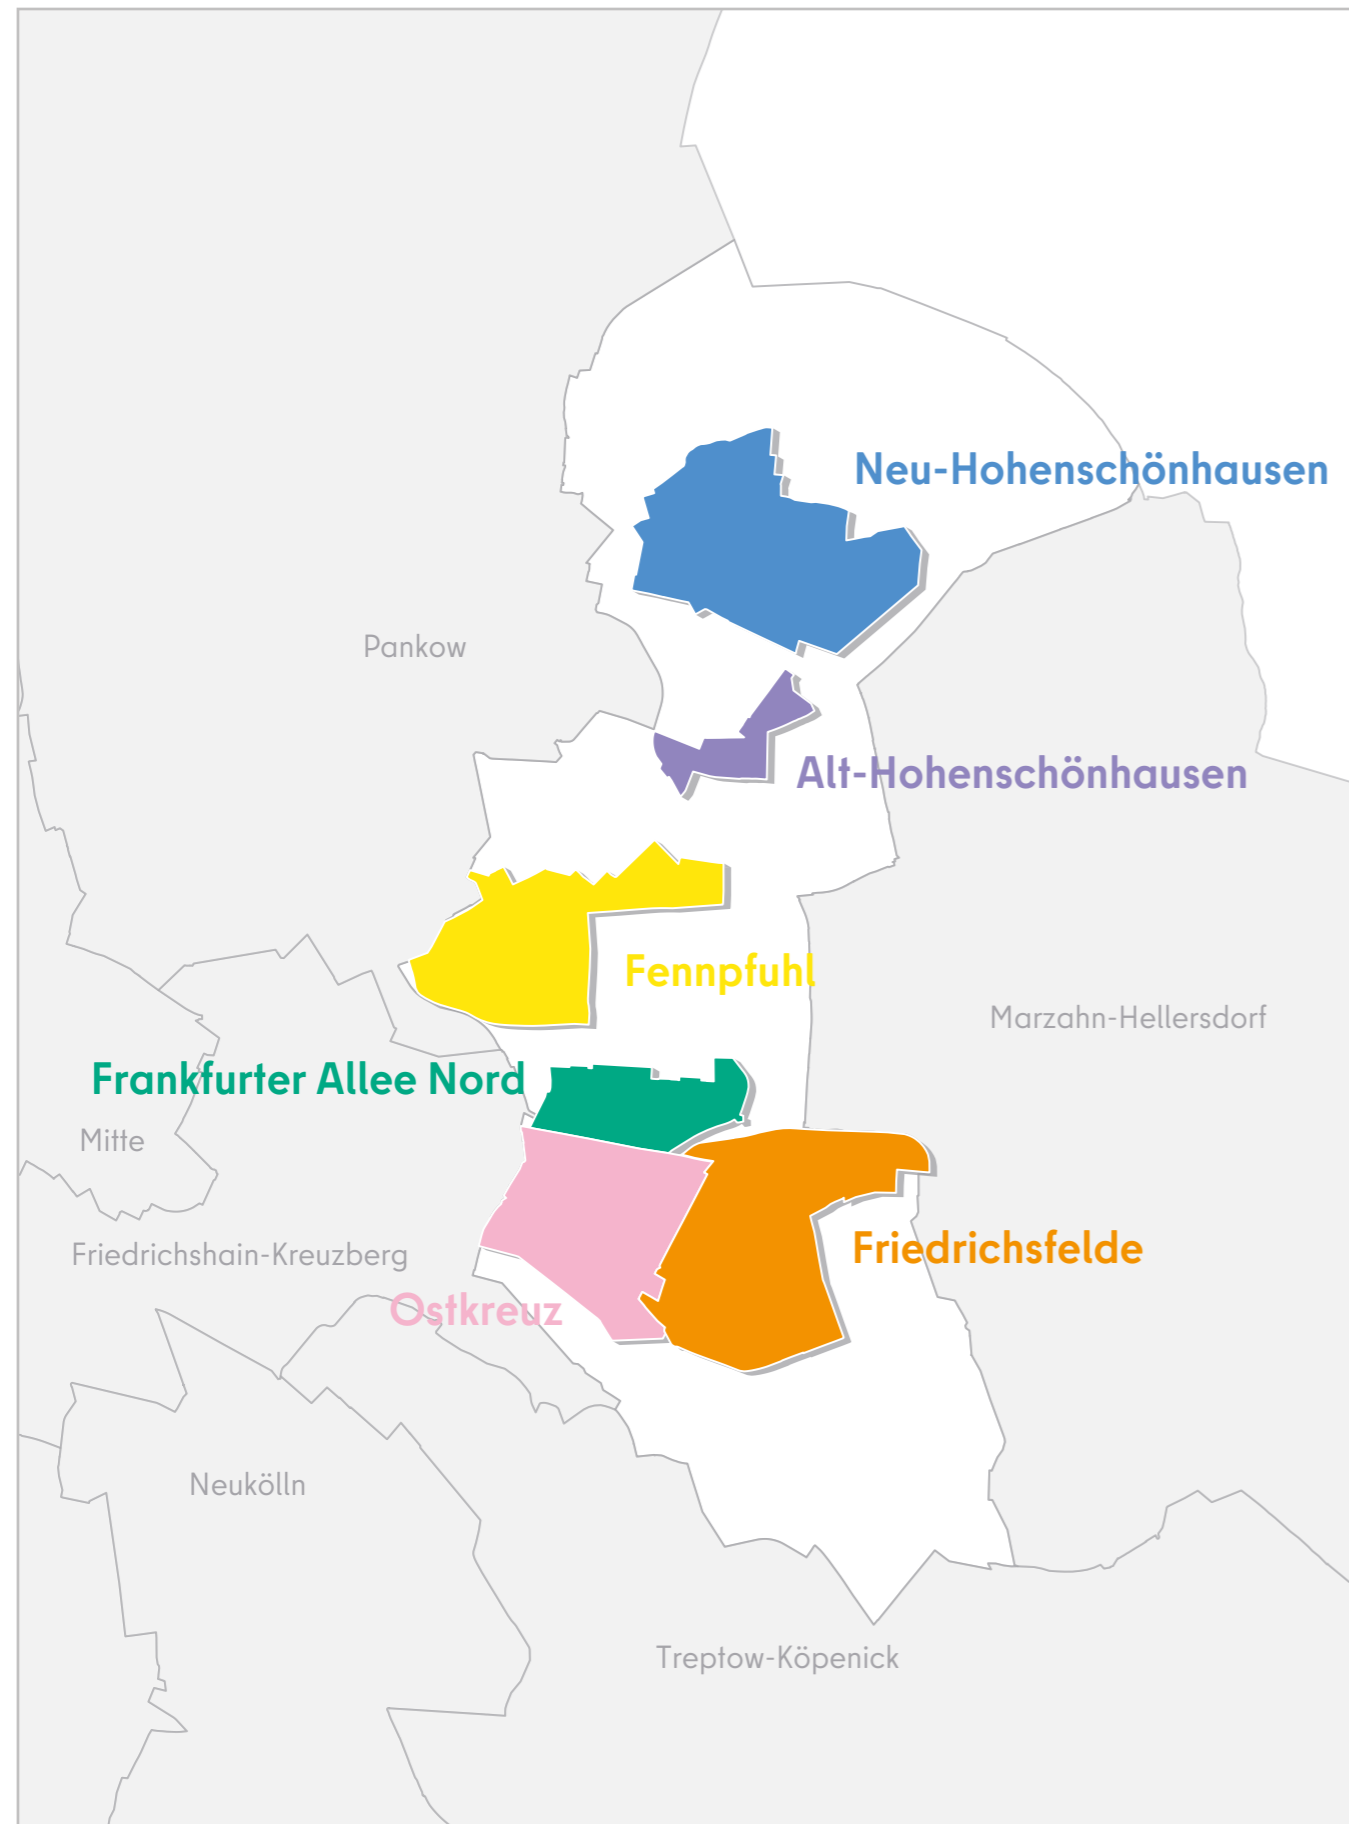 Neu-Hohenschönhausen
Pankow
Alt-Hohenschönhausen
Fennpfuhl
Marzahn-Hellersdorf
Frankfurter Allee Nord
Mitte
Friedrichshain-Kreuzberg
Friedrichsfelde
Ostkreuz
Neukölln
Treptow-Köpenick